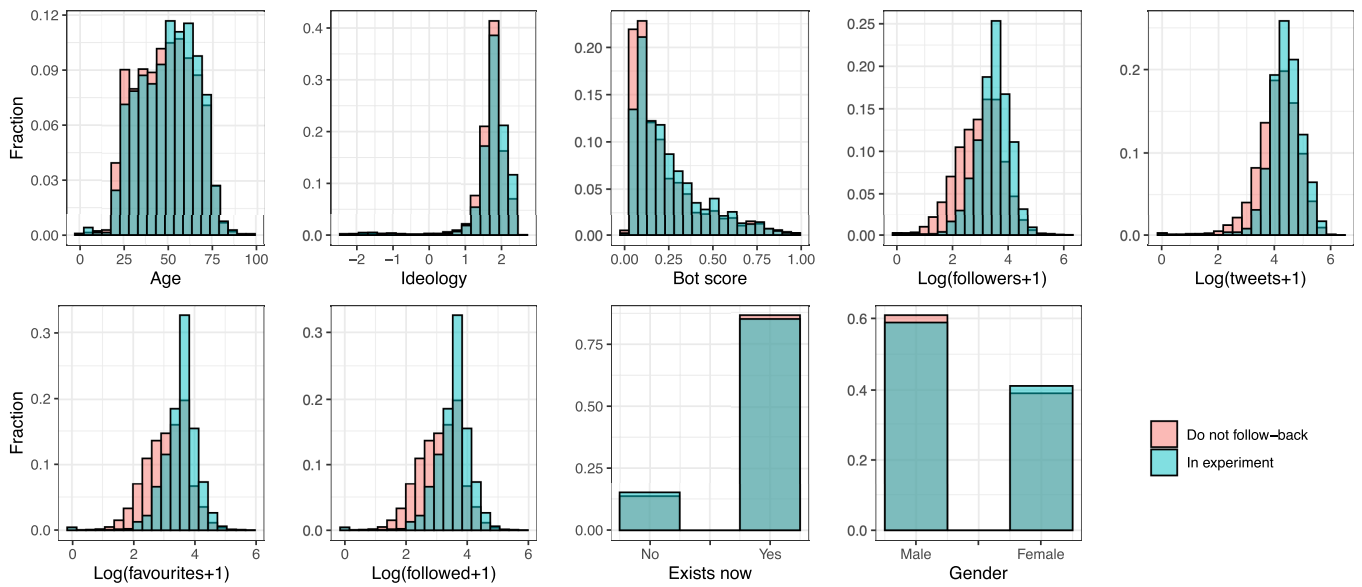 Fraction
0.12
0.09
0.06
0.03
0.00
0 25 50 75 100
Age
0.4
0.3
0.2
0.1
0.0
−2 −1 0 1 2
Ideology
0.20
0.15
0.10
0.05
0.00
0.00 0.25 0.50 0.75 1.00
Bot score
0.25
0.20
0.15
0.10
0.05
0.00
0 2 4 6
Log(followers+1)
0.2
0.1
0.0
0 2 4 6
Log(tweets+1)
Fraction
0.3
0.2
0.1
0.0
0 2 4 6
Log(favourites+1)
0.3
0.2
0.1
0.0
0 2 4 6
Log(followed+1)
0.75
0.50
0.25
0.00
No Yes
Exists now
0.6
0.4
0.2
0.0
Male Female
Gender
Do not follow−back
In experiment